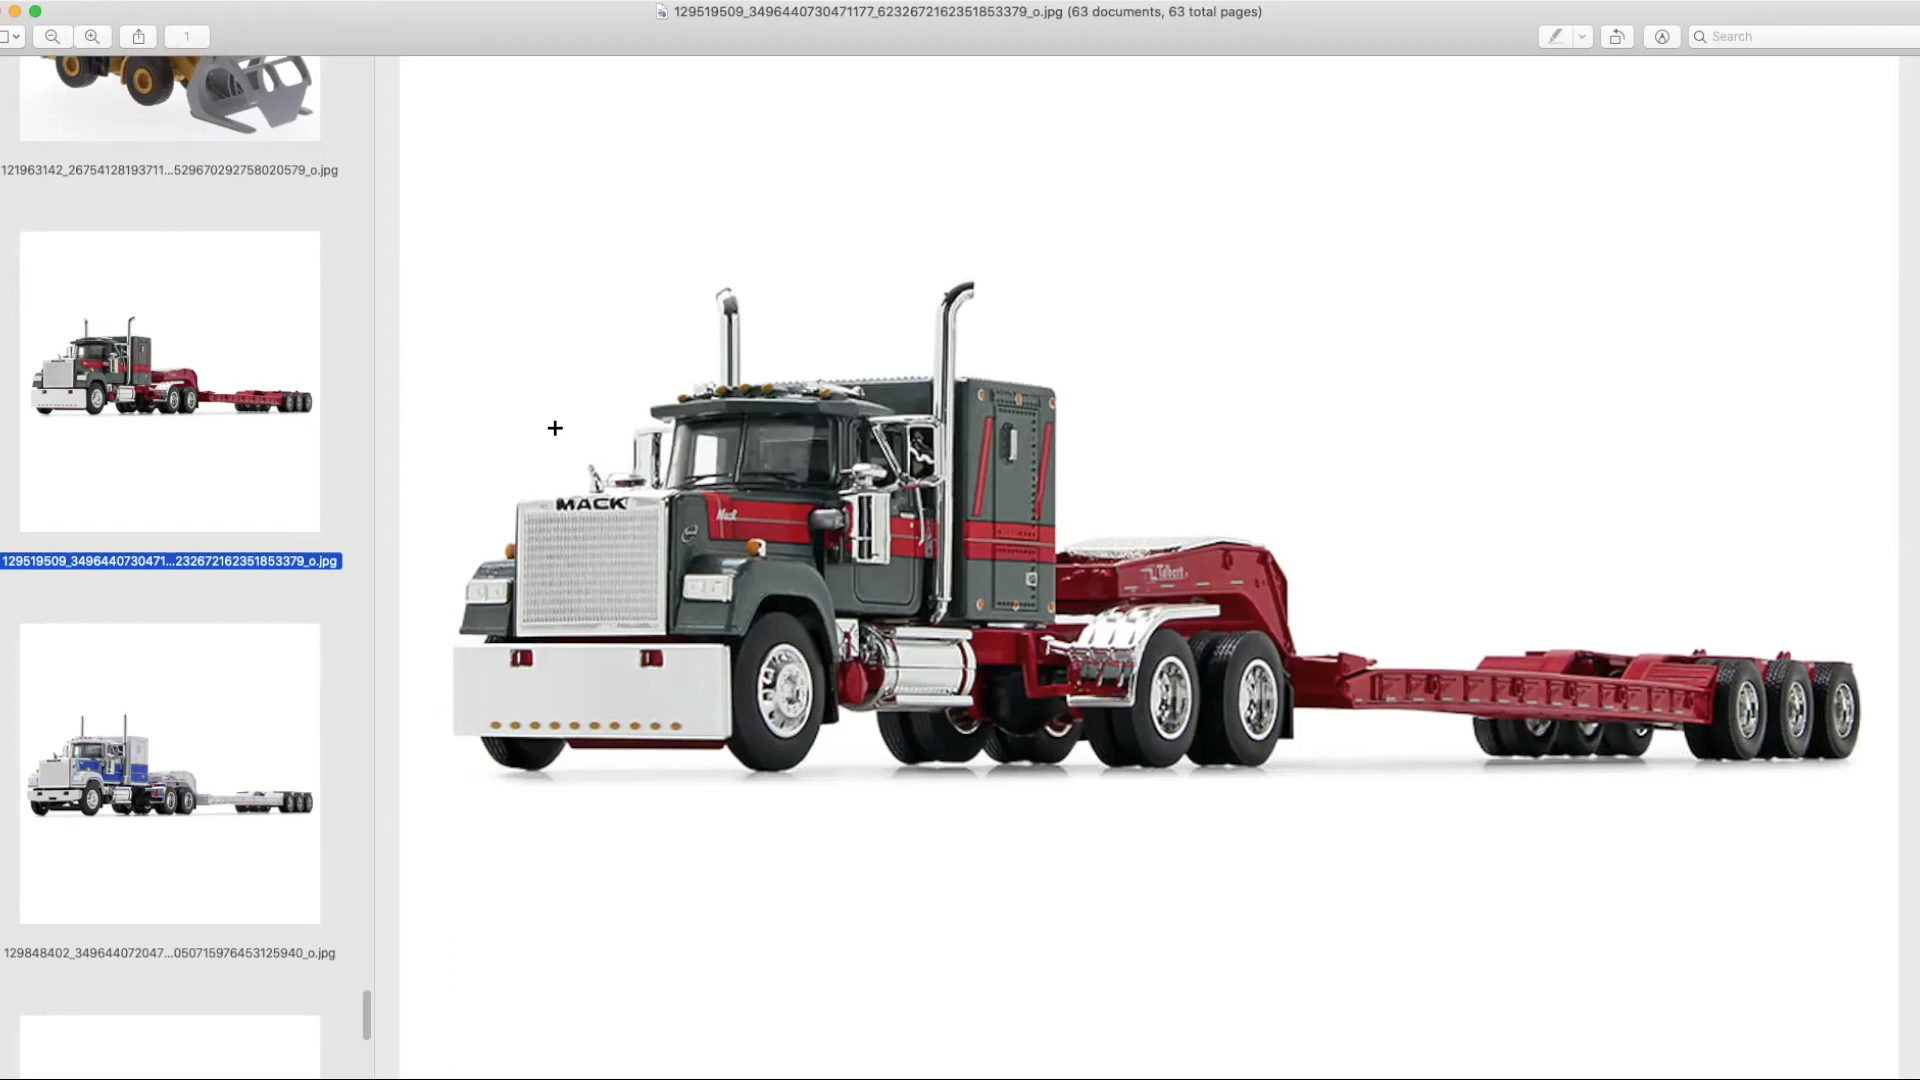 129519509_3496440730471177_6232672162351853379_o.jpg (63 documents, 63 total pages)
1
Search
121963142_26754128193711...529670292758020579_o.jpg
129519509_3496440730471...232672162351853379_o.jpg
129848402_349644072047...050715976453125940_o.jpg
MACK
Mack
Talbert